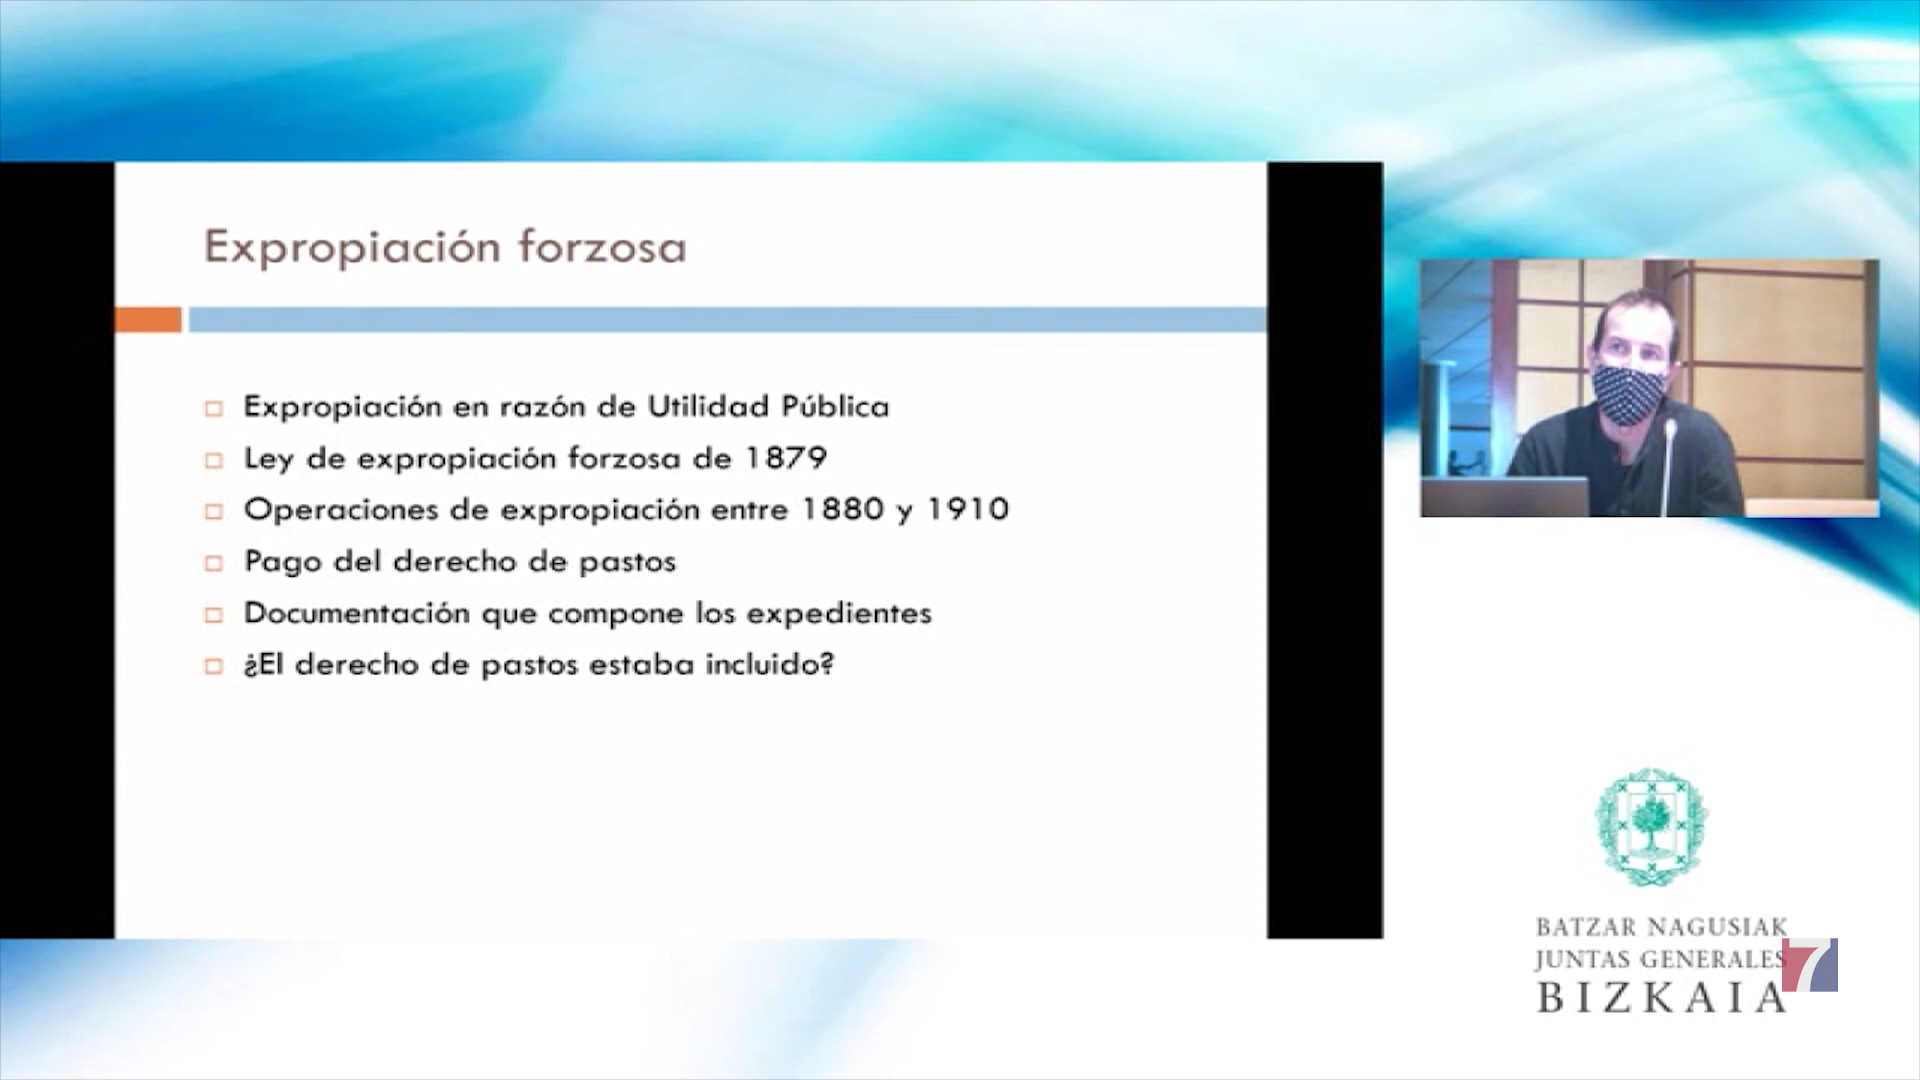 Expropiación forzosa
Expropiación en razón de Utilidad Pública
Ley de expropiación forzosa de 1879
Operaciones de expropiación entre 1880 y 1910
Pago del derecho de pastos
Documentación que compone los expedientes
¿El derecho de pastos estaba incluido?
BATZAR NAGUSIAK
JUNTAS GENERALES
BIZKAIA
7